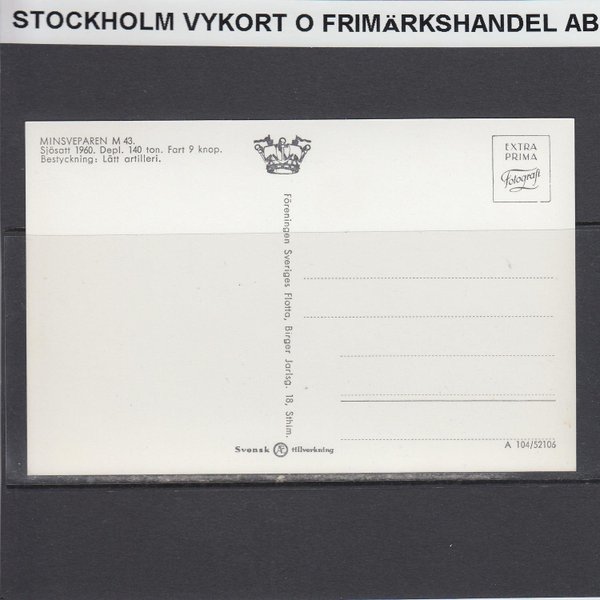 STOCKHOLM VYKORT O FRIMÄRKSHANDEL AB
MINSVEPAREN M 43.
Sjösatt 1960. Depl. 140 ton. Fart 9 knop.
Bestyckning: Lätt artilleri.
EXTRA
PRIMA
Fotografi
Föreningen Sveriges Flotta, Birger Jarlsg. 18, Sthlm.
Svensk ÅF tillverkning
A 104/52106